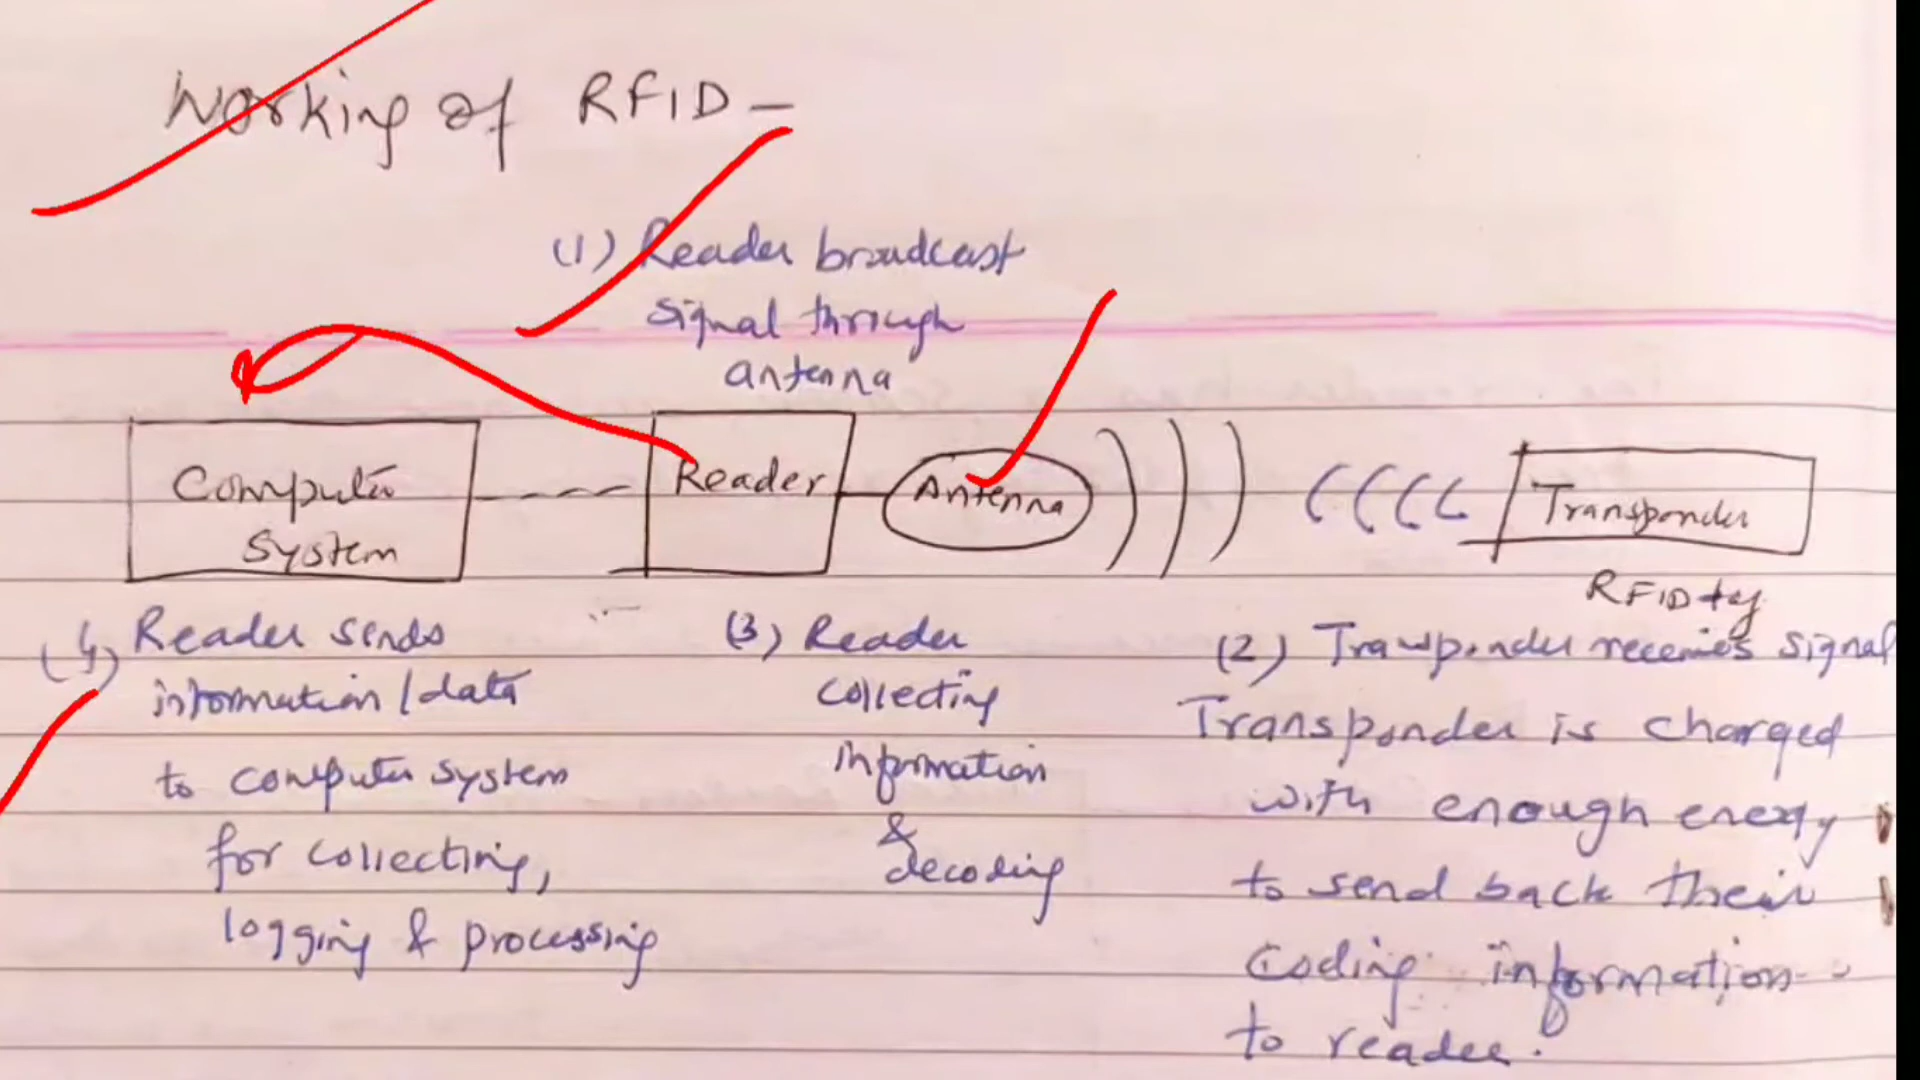 Working of RFID -
(1) Reader broadcast
signal through
antenna
Computer
System
Reader
Antenna
Transponder
RFID tag
(4) Reader sends
information / data
to computer system
for collecting,
logging & processing
(3) Reader
collecting
information
&
decoding
(2) Transponder receives signal
Transponder is charged
with enough energy
to send back their
Coding information
to reader.